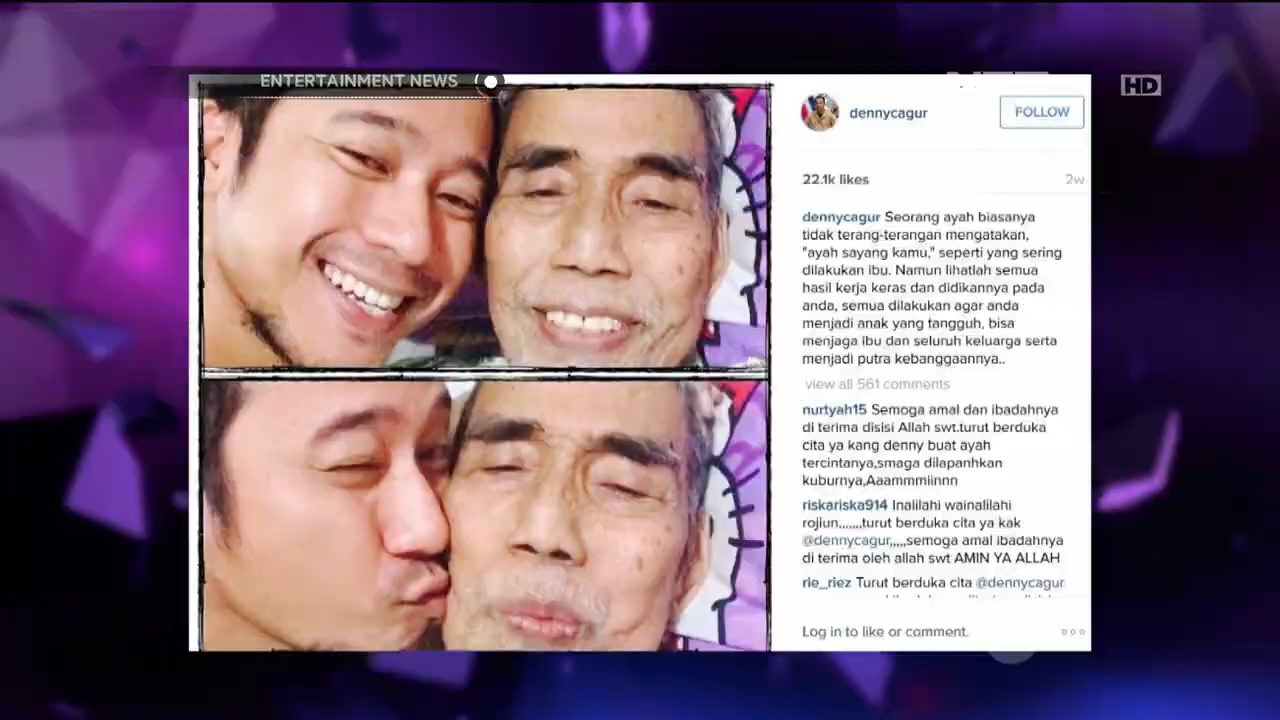 ENTERTAINMENT NEWS
HD
dennycagur
FOLLOW
22.1k likes
2w
dennycagur Seorang ayah biasanya
tidak terang-terangan mengatakan,
"ayah sayang kamu," seperti yang sering
dilakukan ibu. Namun lihatlah semua
hasil kerja keras dan didikannya pada
anda, semua dilakukan agar anda
menjadi anak yang tangguh, bisa
menjaga ibu dan seluruh keluarga serta
menjadi putra kebanggaannya..
view all 561 comments
nurtyah15 Semoga amal dan ibadahnya
di terima disisi Allah swt.turut berduka
cita ya kang denny buat ayah
tercintanya,smaga dilapanhkan
kuburnya,Aaammmiinnn
riskariska914 Inalilahi wainalilahi
rojiun,,,,,,,turut berduka cita ya kak
@dennycagur,,,,,semoga amal ibadahnya
di terima oleh allah swt AMIN YA ALLAH
rie_riez Turut berduka cita @dennycagur
Log in to like or comment.